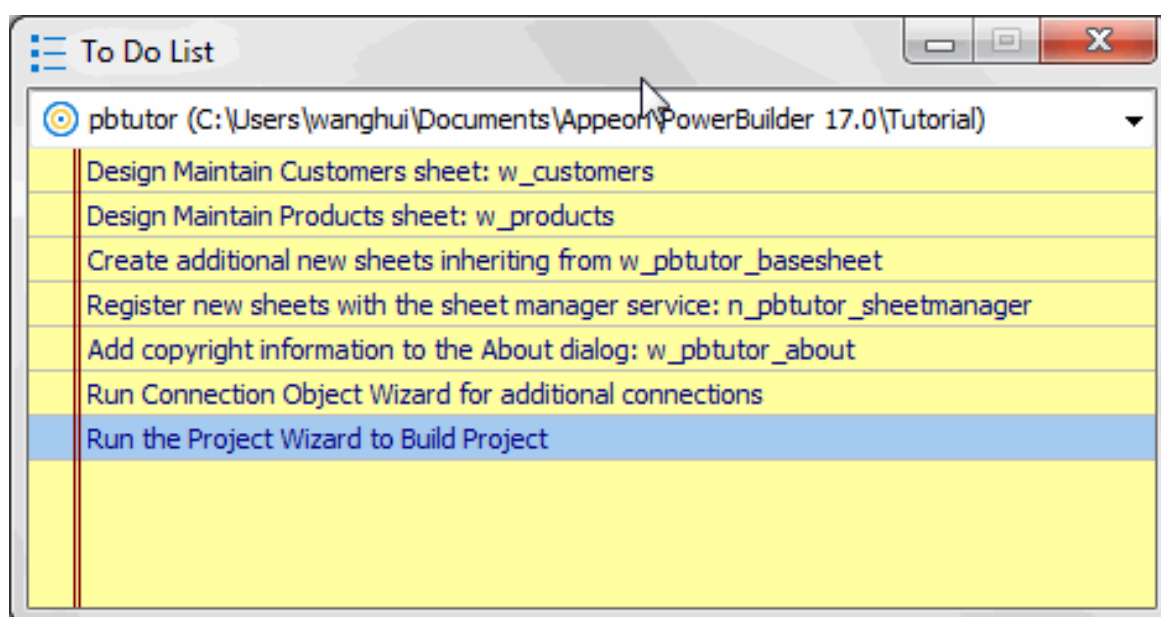 To Do List
pbtutor (C:\Users\wanghui\Documents\Appeon\PowerBuilder 17.0\Tutorial)
Design Maintain Customers sheet: w_customers
Design Maintain Products sheet: w_products
Create additional new sheets inheriting from w_pbtutor_basesheet
Register new sheets with the sheet manager service: n_pbtutor_sheetmanager
Add copyright information to the About dialog: w_pbtutor_about
Run Connection Object Wizard for additional connections
Run the Project Wizard to Build Project